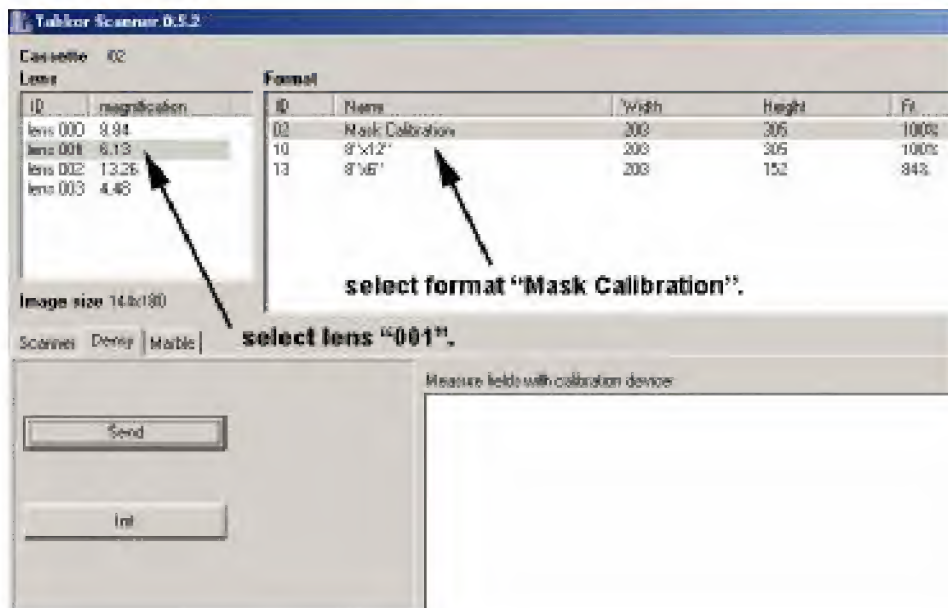 Tabkor Scanner 0.5.2
Cassette 02
Lens
ID magnification
lens 000 9.84
lens 001 6.13
lens 002 13.26
lens 003 4.48
Image size 144x180
Format
ID Name Width Height Fit
02 Mask Calibration 203 305 100%
10 8"x12" 203 305 100%
13 8"x6" 203 152 84%
select format “Mask Calibration”.
select lens “001”.
Scanner Densy Marble
Send
Init
Measure fields with calibration device